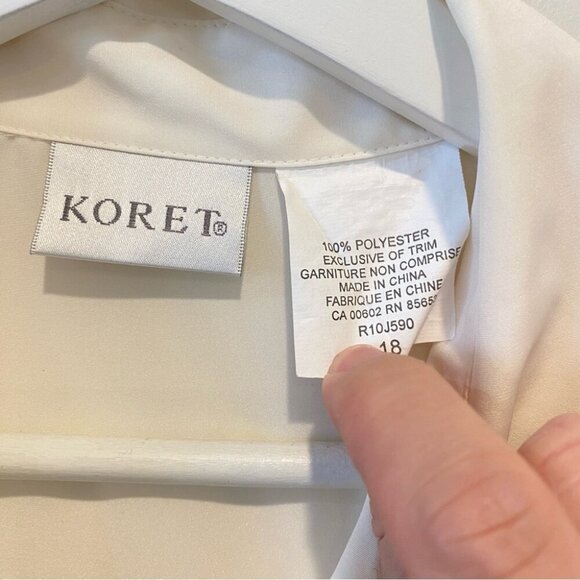 KORET®
100% POLYESTER
EXCLUSIVE OF TRIM
GARNITURE NON COMPRISE
MADE IN CHINA
FABRIQUE EN CHINE
CA 00602 RN
R10J590
18